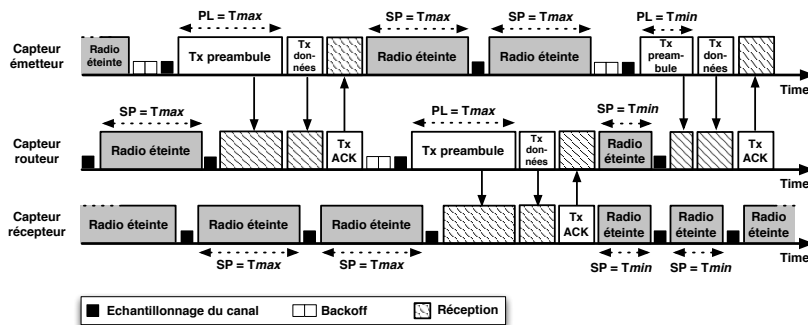 PL = Tmax
SP = Tmax
SP = Tmax
PL = Tmin
Capteur
émetteur
Radio
éteinte
Tx preambule
Tx
don-
nées
Radio éteinte
Radio éteinte
Tx
pream-
bule
Tx
don-
nées
Time
SP = Tmax
PL = Tmax
SP = Tmin
Capteur
routeur
Radio éteinte
Tx
ACK
Tx preambule
Tx
don-
nées
Radio
éteinte
Tx
ACK
Time
Capteur
récepteur
Radio éteinte
Radio éteinte
Radio éteinte
Tx
ACK
Radio
éteinte
Radio
éteinte
Radio
éteinte
Time
SP = Tmax
SP = Tmax
SP = Tmin
SP = Tmin
Echantillonnage du canal
Backoff
Réception